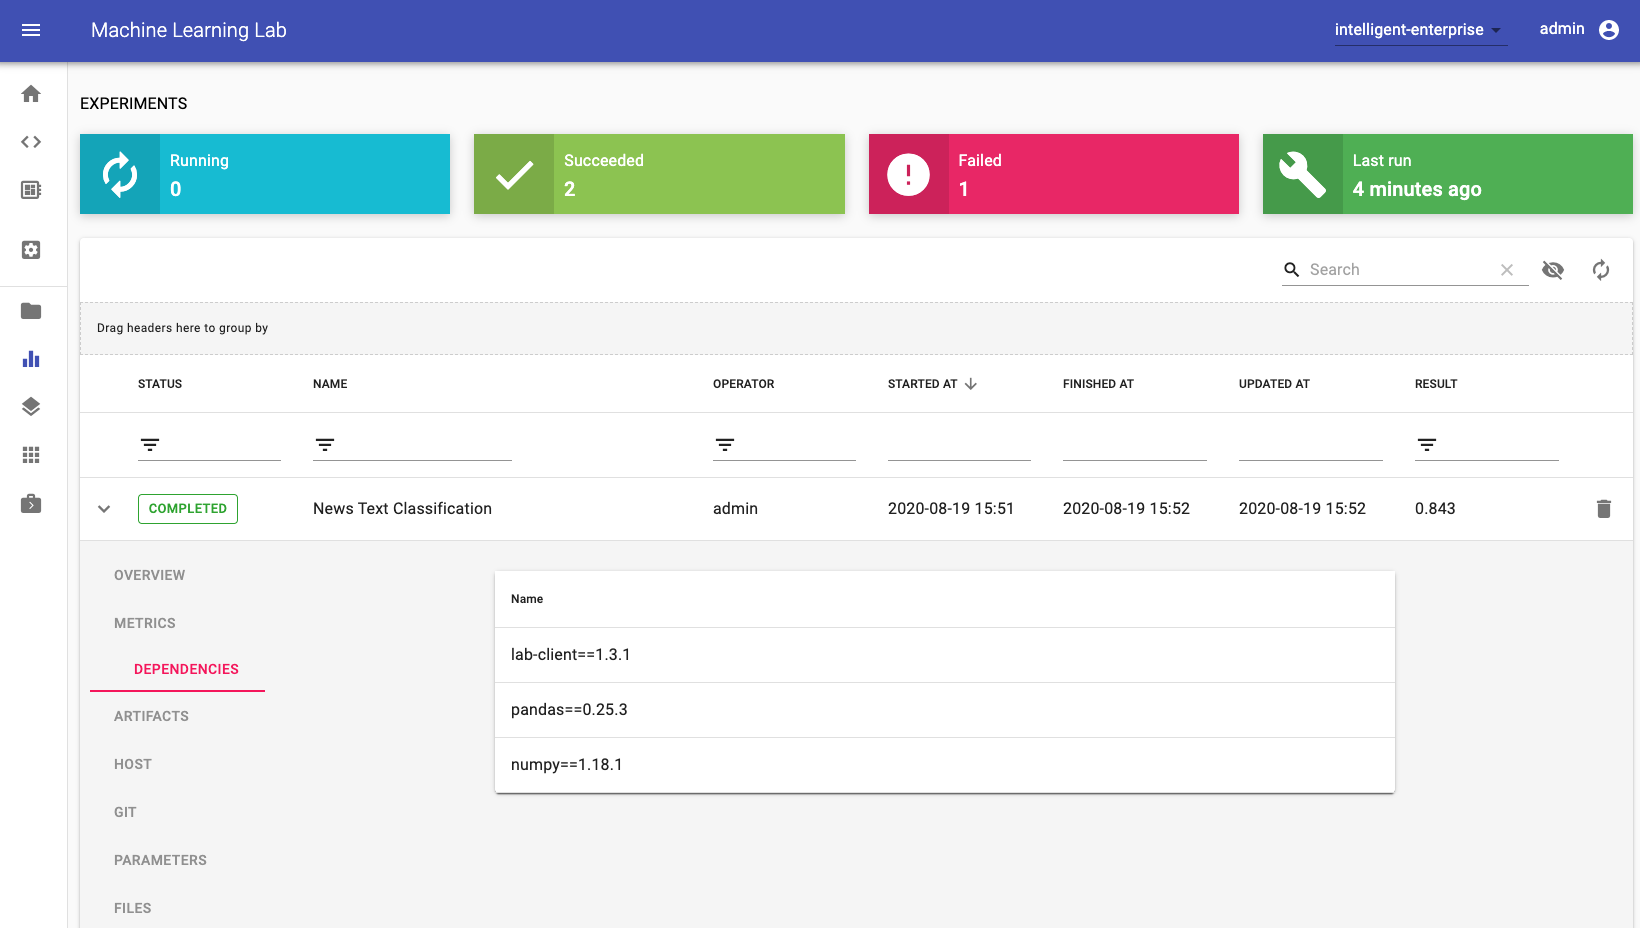 Machine Learning Lab
intelligent-enterprise
admin
EXPERIMENTS
Running
0
Succeeded
2
Failed
1
Last run
4 minutes ago
Search
Drag headers here to group by
STATUS NAME OPERATOR STARTED AT FINISHED AT UPDATED AT RESULT
COMPLETED News Text Classification admin 2020-08-19 15:51 2020-08-19 15:52 2020-08-19 15:52 0.843
OVERVIEW
METRICS
DEPENDENCIES
ARTIFACTS
HOST
GIT
PARAMETERS
FILES
Name
lab-client==1.3.1
pandas==0.25.3
numpy==1.18.1